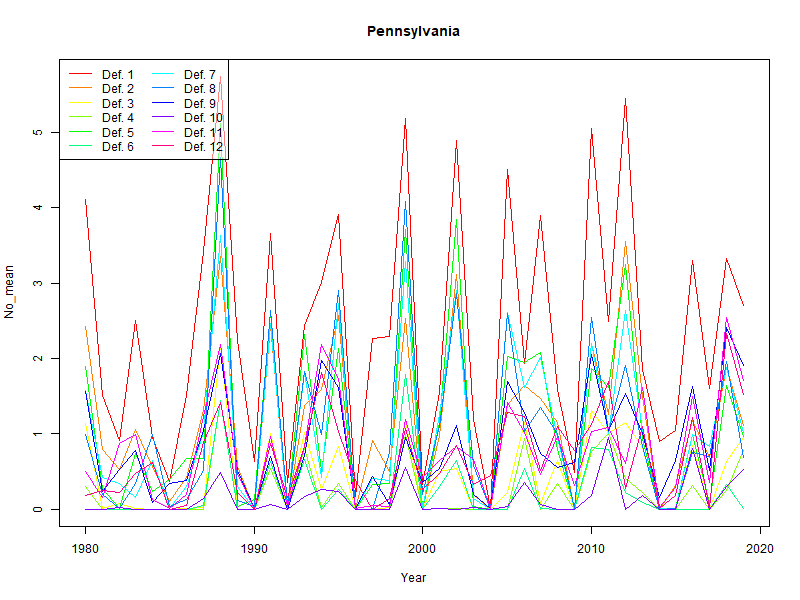 Pennsylvania
Def. 1 Def. 7
Def. 2 Def. 8
Def. 3 Def. 9
Def. 4 Def. 10
Def. 5 Def. 11
Def. 6 Def. 12
No_mean
5
4
3
2
1
0
1980 1990 2000 2010 2020
Year